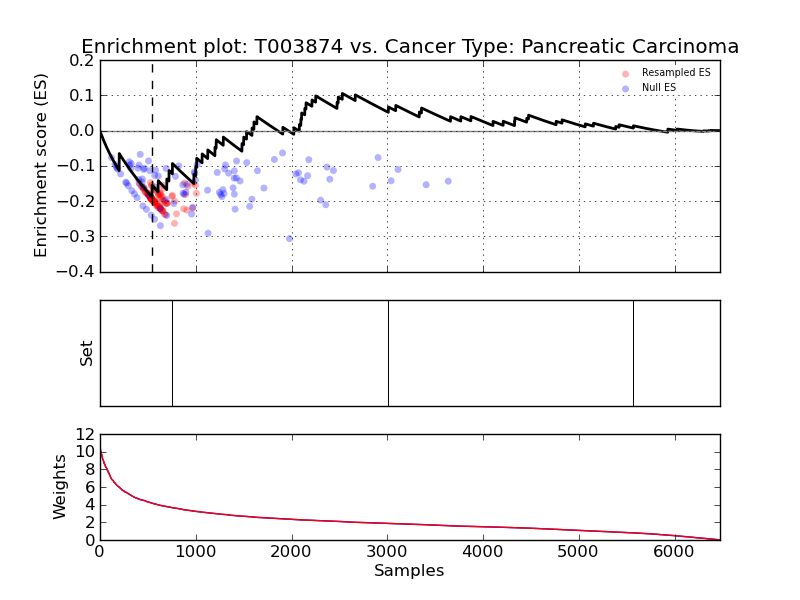 Enrichment plot: T003874 vs. Cancer Type: Pancreatic Carcinoma
0.2
0.1
0.0
−0.1
−0.2
−0.3
−0.4
Enrichment score (ES)
Resampled ES
Null ES
Set
12
10
8
6
4
2
0
Weights
0 1000 2000 3000 4000 5000 6000
Samples